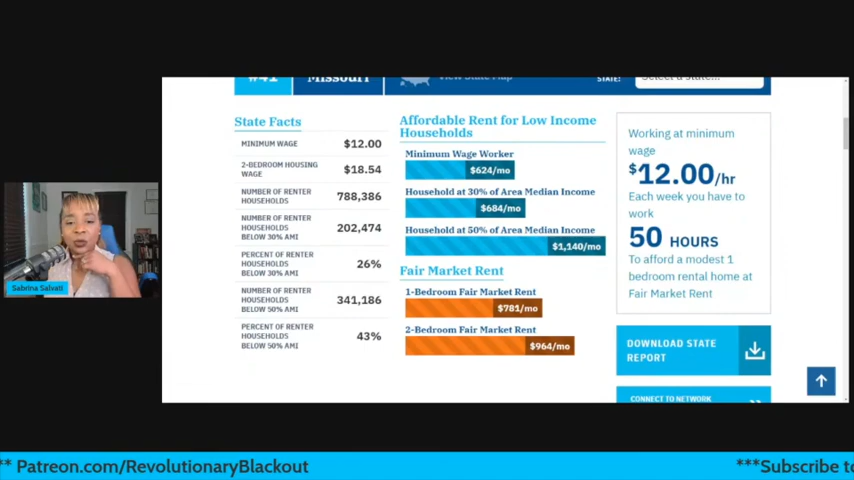 #41
Missouri
View State Map
STATE:
Select a state...
State Facts
MINIMUM WAGE
$12.00
2-BEDROOM HOUSING
WAGE
$18.54
NUMBER OF RENTER
HOUSEHOLDS
788,386
NUMBER OF RENTER
HOUSEHOLDS
BELOW 30% AMI
202,474
PERCENT OF RENTER
HOUSEHOLDS
BELOW 30% AMI
26%
NUMBER OF RENTER
HOUSEHOLDS
BELOW 50% AMI
341,186
PERCENT OF RENTER
HOUSEHOLDS
BELOW 50% AMI
43%
Affordable Rent for Low Income
Households
Minimum Wage Worker
$624/mo
Household at 30% of Area Median Income
$684/mo
Household at 50% of Area Median Income
$1,140/mo
Fair Market Rent
1-Bedroom Fair Market Rent
$781/mo
2-Bedroom Fair Market Rent
$964/mo
Working at minimum
wage
$12.00/hr
Each week you have to
work
50 HOURS
To afford a modest 1
bedroom rental home at
Fair Market Rent
DOWNLOAD STATE
REPORT
CONNECT TO NETWORK
Sabrina Salvati
** Patreon.com/RevolutionaryBlackout
***Subscribe to